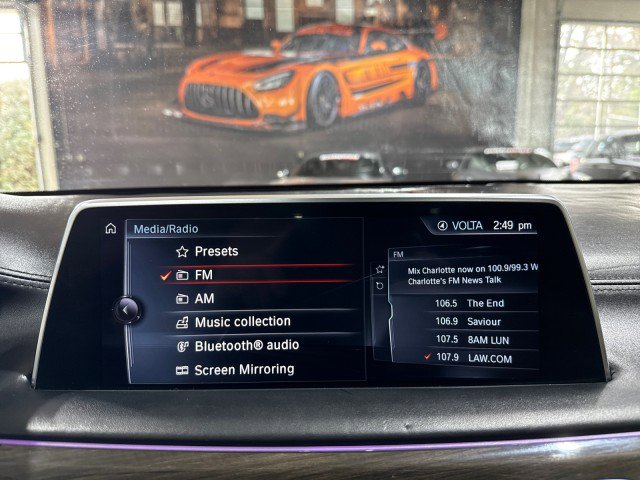 Media/Radio
VOLTA 2:49 pm
Presets
FM
AM
Music collection
Bluetooth® audio
Screen Mirroring
FM
Mix Charlotte now on 100.9/99.3 W
Charlotte's FM News Talk
106.5 The End
106.9 Saviour
107.5 8AM LUN
107.9 LAW.COM